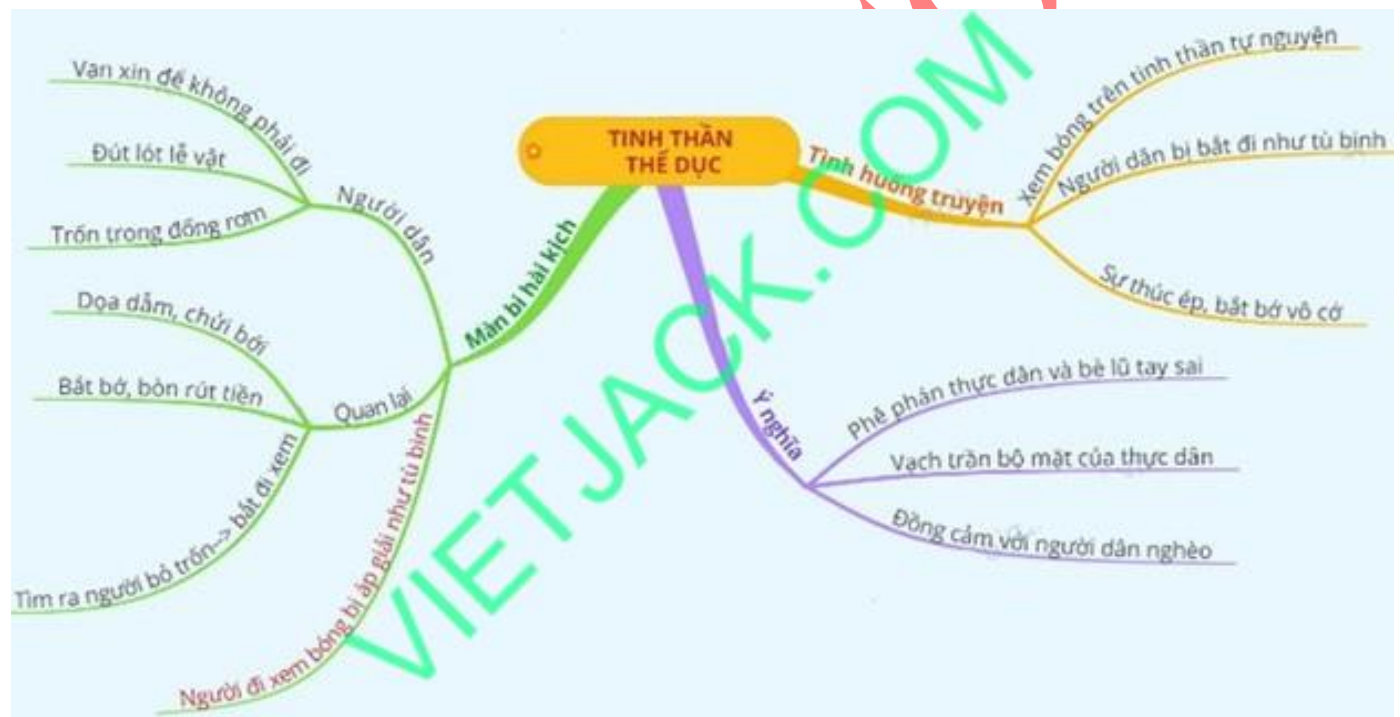 TINH THẦN
THỂ DỤC
Tình huống truyện
Xem bóng trên tinh thần tự nguyện
Người dân bị bắt đi như tù binh
Sự thúc ép, bắt bớ vô cớ
Ý nghĩa
Phê phán thực dân và bè lũ tay sai
Vạch trần bộ mặt của thực dân
Đồng cảm với người dân nghèo
Màn bi hài kịch
Người dân
Van xin để không phải đi
Đút lót lễ vật
Trốn trong đống rơm
Quan lại
Dọa dẫm, chửi bới
Bắt bớ, bòn rút tiền
Tìm ra người bỏ trốn--> bắt đi xem
Người đi xem bóng bị áp giải như tù binh
VIETJACK.COM